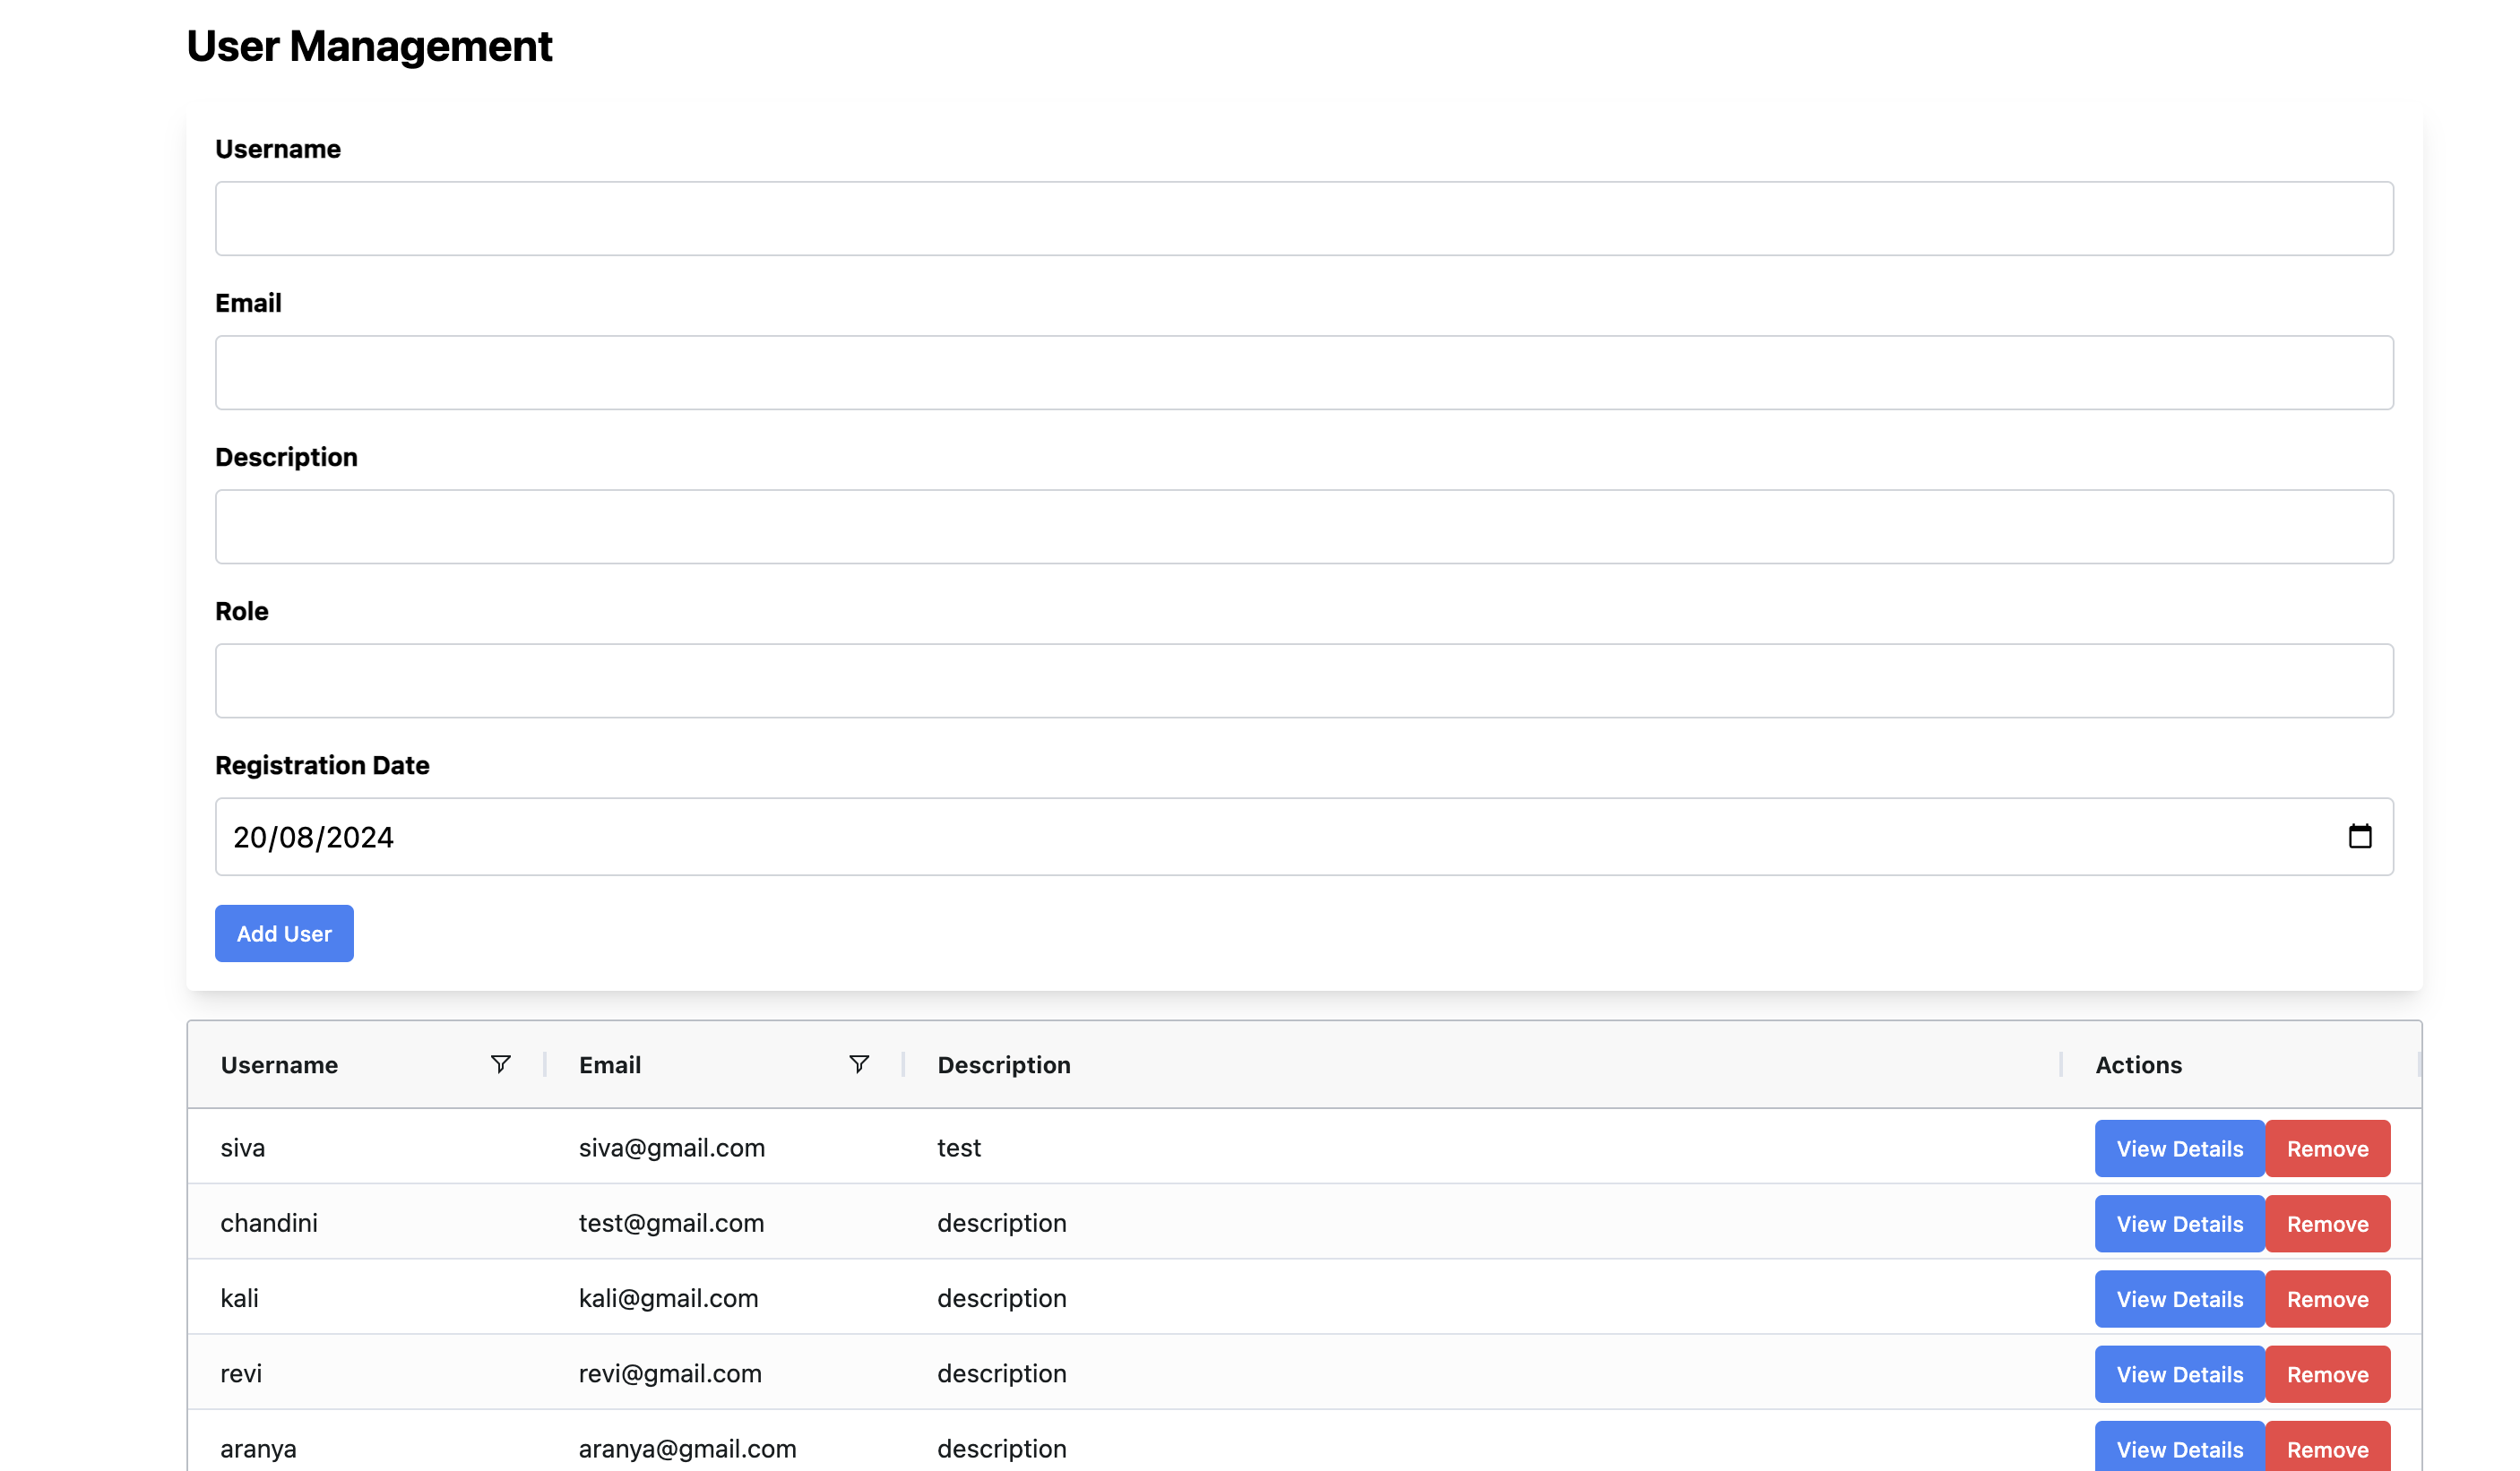 User Management
Username
Email
Description
Role
Registration Date
20/08/2024
Add User
Username Email Description Actions
siva siva@gmail.com test View Details Remove
chandini test@gmail.com description View Details Remove
kali kali@gmail.com description View Details Remove
revi revi@gmail.com description View Details Remove
aranya aranya@gmail.com description View Details Remove